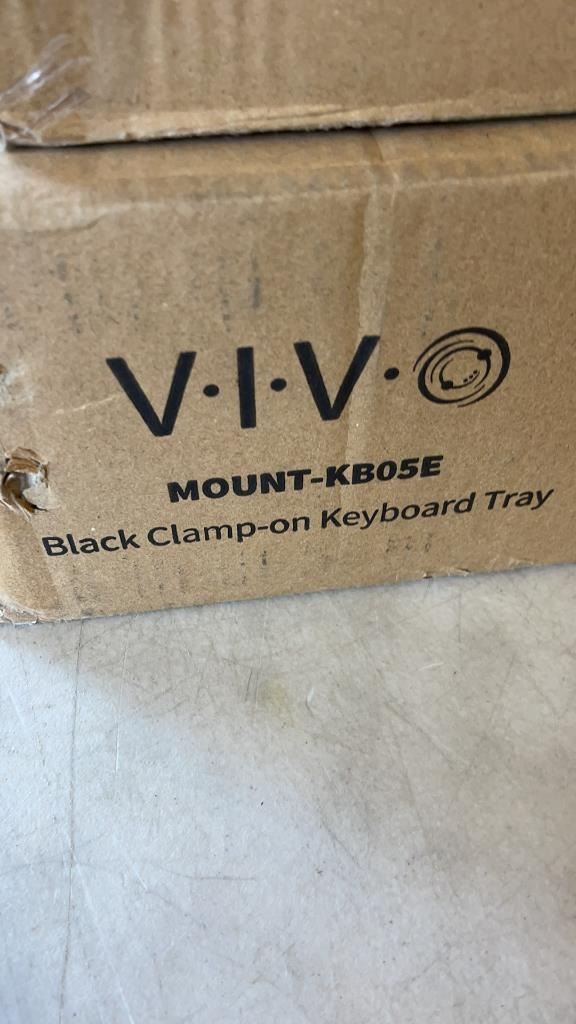 V·I·V·O
MOUNT-KB05E
Black Clamp-on Keyboard Tray